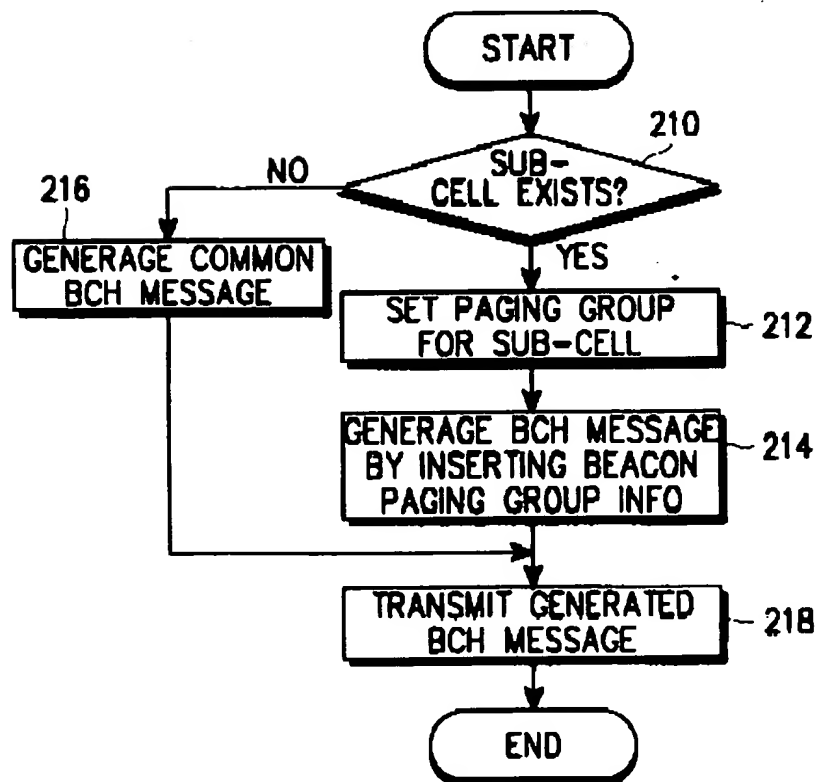 START
210
SUB-
CELL EXISTS?
NO
216
YES
GENERAGE COMMON
BCH MESSAGE
SET PAGING GROUP
FOR SUB-CELL
212
GENERAGE BCH MESSAGE
BY INSERTING BEACON
PAGING GROUP INFO
214
TRANSMIT GENERATED
BCH MESSAGE
218
END